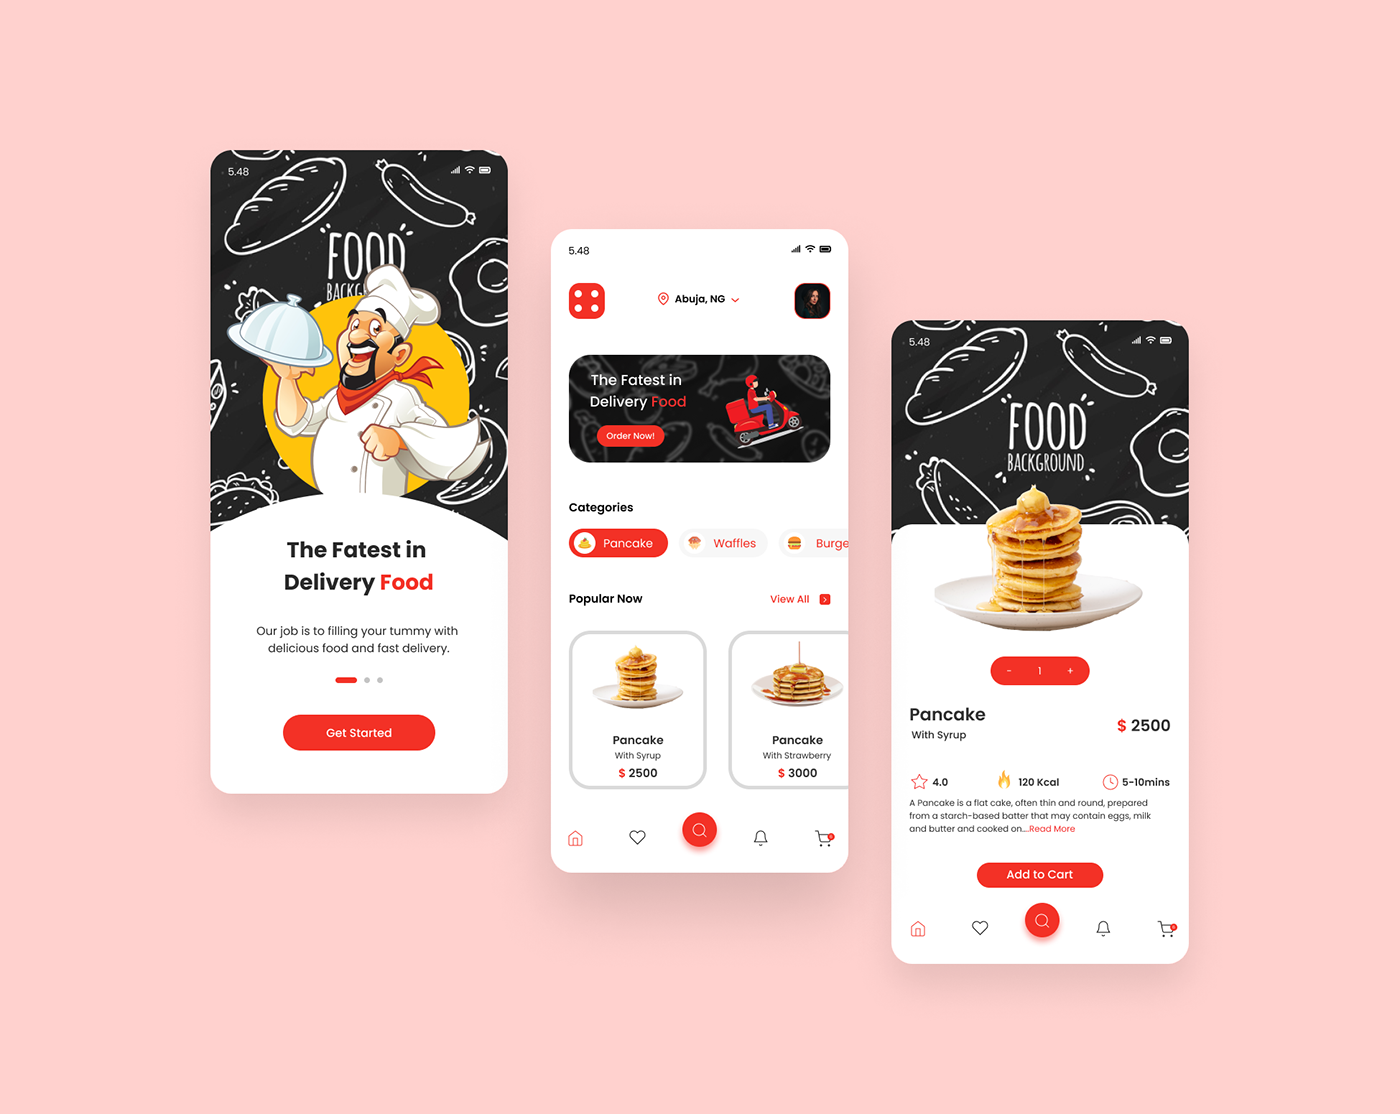 5.48
FOOD
BACKG
The Fatest in
Delivery Food
Our job is to filling your tummy with
delicious food and fast delivery.
Get Started
5.48
Abuja, NG
The Fatest in
Delivery Food
Order Now!
Categories
Pancake Waffles Burge
Popular Now View All
Pancake
With Syrup
$ 2500
Pancake
With Strawberry
$ 3000
5.48
FOOD
BACKGROUND
- 1 +
Pancake
With Syrup
$ 2500
4.0 120 Kcal 5-10mins
A Pancake is a flat cake, often thin and round, prepared
from a starch-based batter that may contain eggs, milk
and butter and cooked on....Read More
Add to Cart